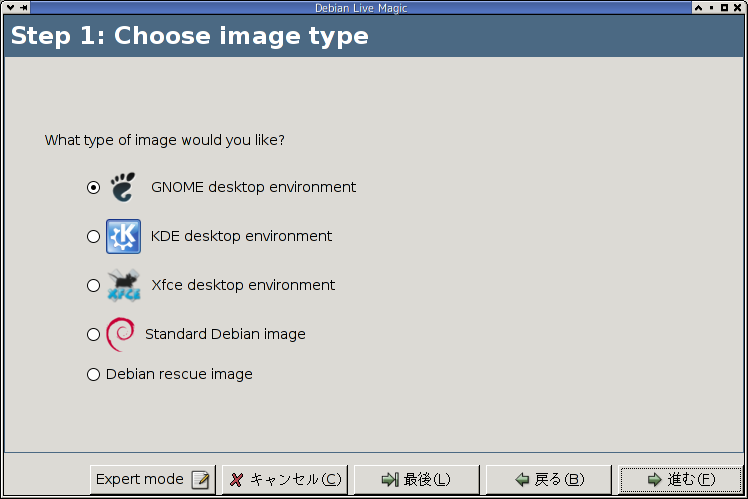 Debian Live Magic
Step 1: Choose image type
What type of image would you like?
GNOME desktop environment
KDE desktop environment
XFCE
Xfce desktop environment
Standard Debian image
Debian rescue image
Expert mode キャンセル(C) 最後(L) 戻る(B) 進む(F)